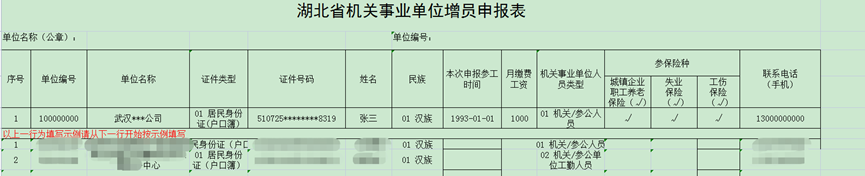 湖北省机关事业单位增员申报表
单位名称（公章）： 单位编号：
序号 单位编号 单位名称 证件类型 证件号码 姓名 民族 本次申报参工时间 月缴费工资 机关事业单位人员类型 参保险种 联系电话（手机）
城镇企业职工养老保险（√） 失业保险（√） 工伤保险（√）
1 100000000 武汉***公司 01 居民身份证（户口簿） 510725********8319 张三 01 汉族 1993-01-01 1000 01 机关/参公人员 √ √ √ 13000000000
以上一行为填写示例请从下一行开始按示例填写
1 民身份证（户口 01 汉族 01 机关/参公人员
2 中心 01 居民身份证（户口簿） 01 汉族 02 机关/参公单位工勤人员